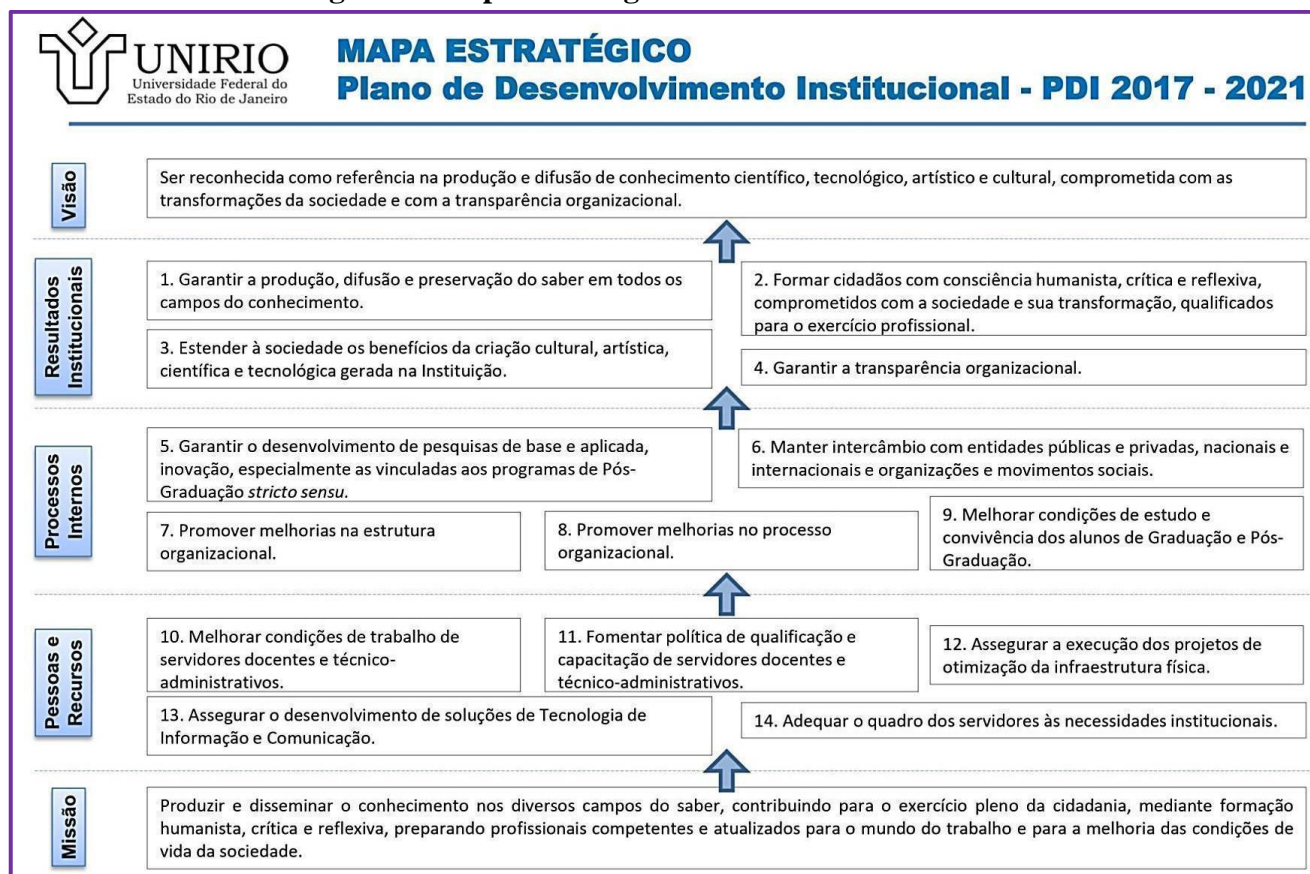 UNIRIO
Universidade Federal do
Estado do Rio de Janeiro
MAPA ESTRATÉGICO
Plano de Desenvolvimento Institucional - PDI 2017 - 2021
Visão
Ser reconhecida como referência na produção e difusão de conhecimento científico, tecnológico, artístico e cultural, comprometida com as
transformações da sociedade e com a transparência organizacional.
Resultados
Institucionais
1. Garantir a produção, difusão e preservação do saber em todos os
campos do conhecimento.
2. Formar cidadãos com consciência humanista, crítica e reflexiva,
comprometidos com a sociedade e sua transformação, qualificados
para o exercício profissional.
3. Estender à sociedade os benefícios da criação cultural, artística,
científica e tecnológica gerada na Instituição.
4. Garantir a transparência organizacional.
Processos
Internos
5. Garantir o desenvolvimento de pesquisas de base e aplicada,
inovação, especialmente as vinculadas aos programas de Pós-
Graduação stricto sensu.
6. Manter intercâmbio com entidades públicas e privadas, nacionais e
internacionais e organizações e movimentos sociais.
7. Promover melhorias na estrutura
organizacional.
8. Promover melhorias no processo
organizacional.
9. Melhorar condições de estudo e
convivência dos alunos de Graduação e Pós-
Graduação.
Pessoas e
Recursos
10. Melhorar condições de trabalho de
servidores docentes e técnico-
administrativos.
11. Fomentar política de qualificação e
capacitação de servidores docentes e
técnico-administrativos.
12. Assegurar a execução dos projetos de
otimização da infraestrutura física.
13. Assegurar o desenvolvimento de soluções de Tecnologia de
Informação e Comunicação.
14. Adequar o quadro dos servidores às necessidades institucionais.
Missão
Produzir e disseminar o conhecimento nos diversos campos do saber, contribuindo para o exercício pleno da cidadania, mediante formação
humanista, crítica e reflexiva, preparando profissionais competentes e atualizados para o mundo do trabalho e para a melhoria das condições de
vida da sociedade.